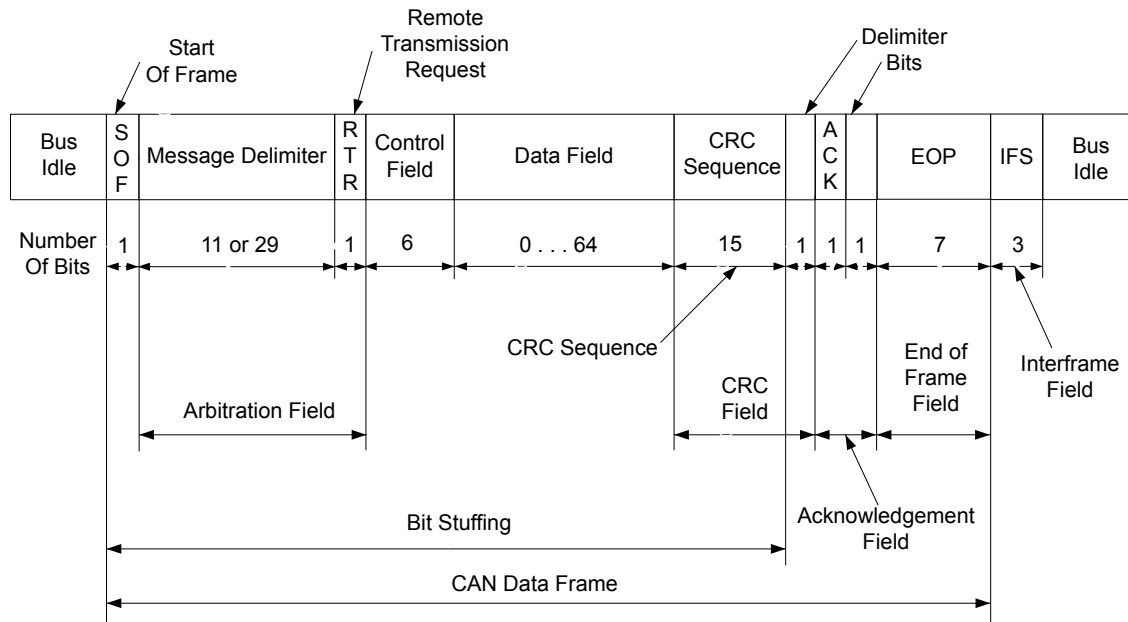 Start
Of Frame
Remote
Transmission
Request
Delimiter
Bits
Bus
Idle
S
O
F
Message Delimiter
R
T
R
Control
Field
Data Field
CRC
Sequence
A
C
K
EOP
IFS
Bus
Idle
Number
Of Bits
1
11 or 29
1
6
0 . . . 64
15
1
1
1
7
3
CRC Sequence
Arbitration Field
CRC
Field
End of
Frame
Field
Interframe
Field
Bit Stuffing
Acknowledgement
Field
CAN Data Frame